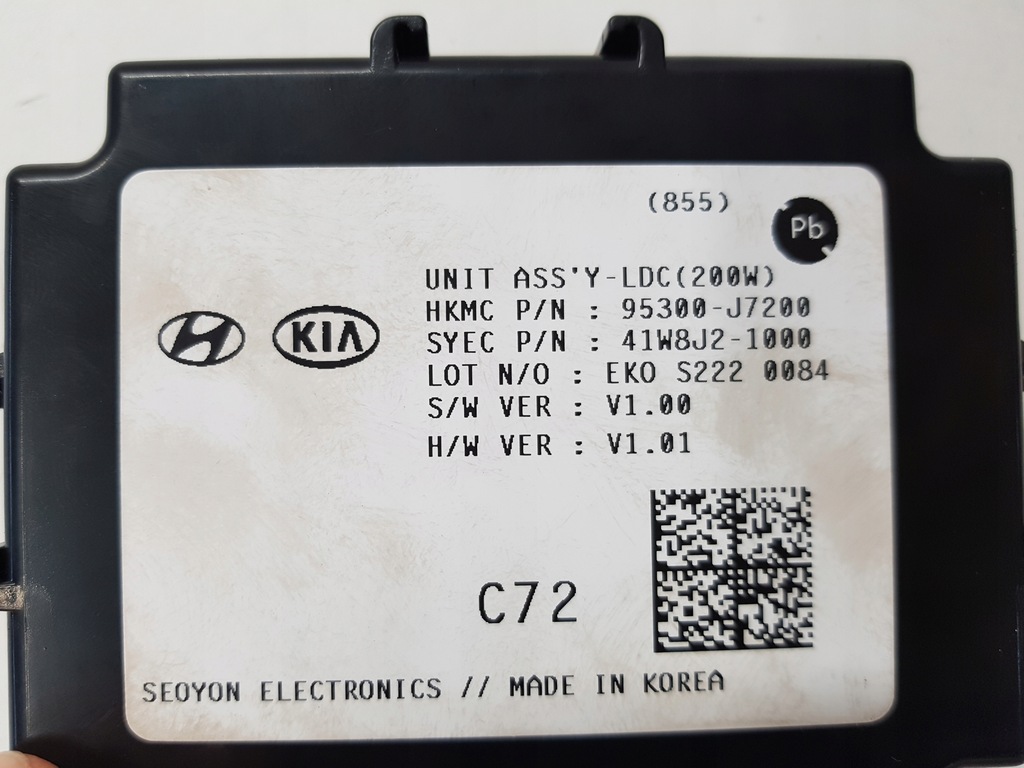 (855)
Pb
UNIT ASS'Y-LDC(200W)
HKMC P/N : 95300-J7200
KIA
SYEC P/N : 41W8J2-1000
LOT N/O : EKO S222 0084
S/W VER : V1.00
H/W VER : V1.01
C72
SEOYON ELECTRONICS // MADE IN KOREA